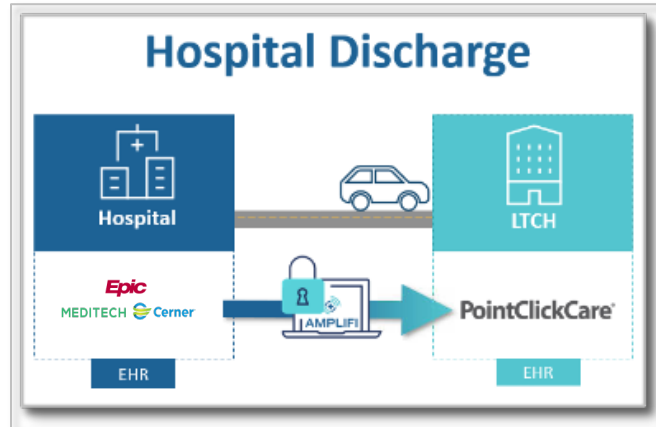 Hospital Discharge
Hospital
LTCH
Epic
MEDITECH Cerner
AMPLIFI
PointClickCare®
EHR
EHR